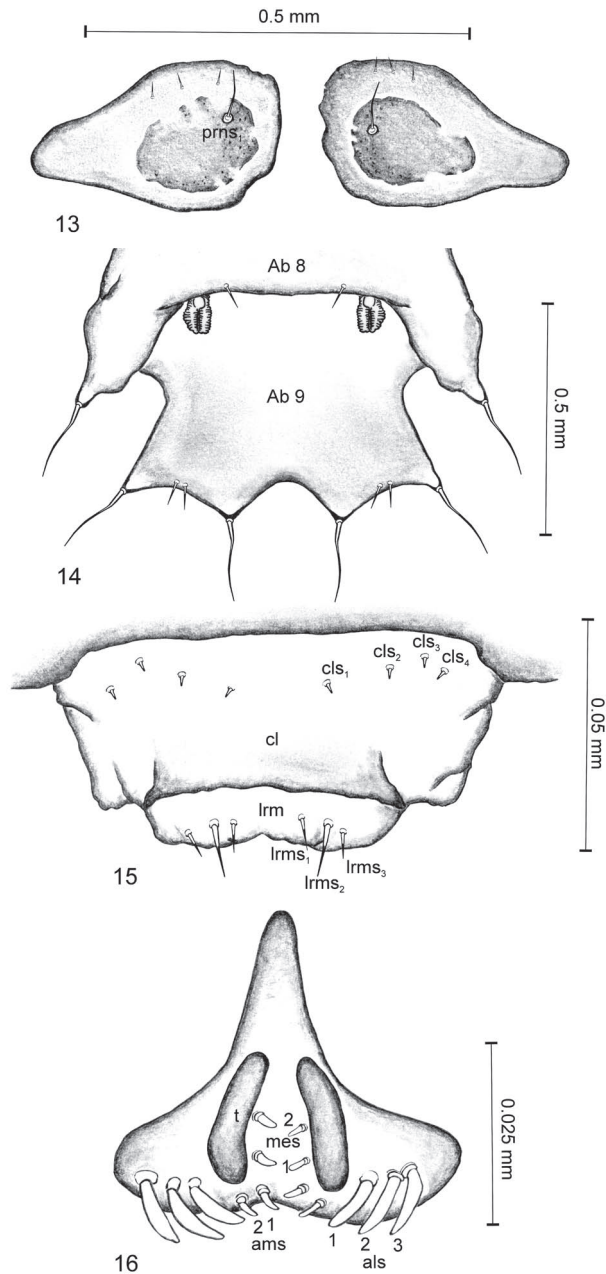 0.5 mm
prns1
13
Ab 8
Ab 9
0.5 mm
14
cls1 cls2 cls3 cls4
cl
lrm
lrms1 lrms2 lrms3
0.05 mm
15
t
2
mes
1
2 1
ams
1 2 3
als
0.025 mm
16